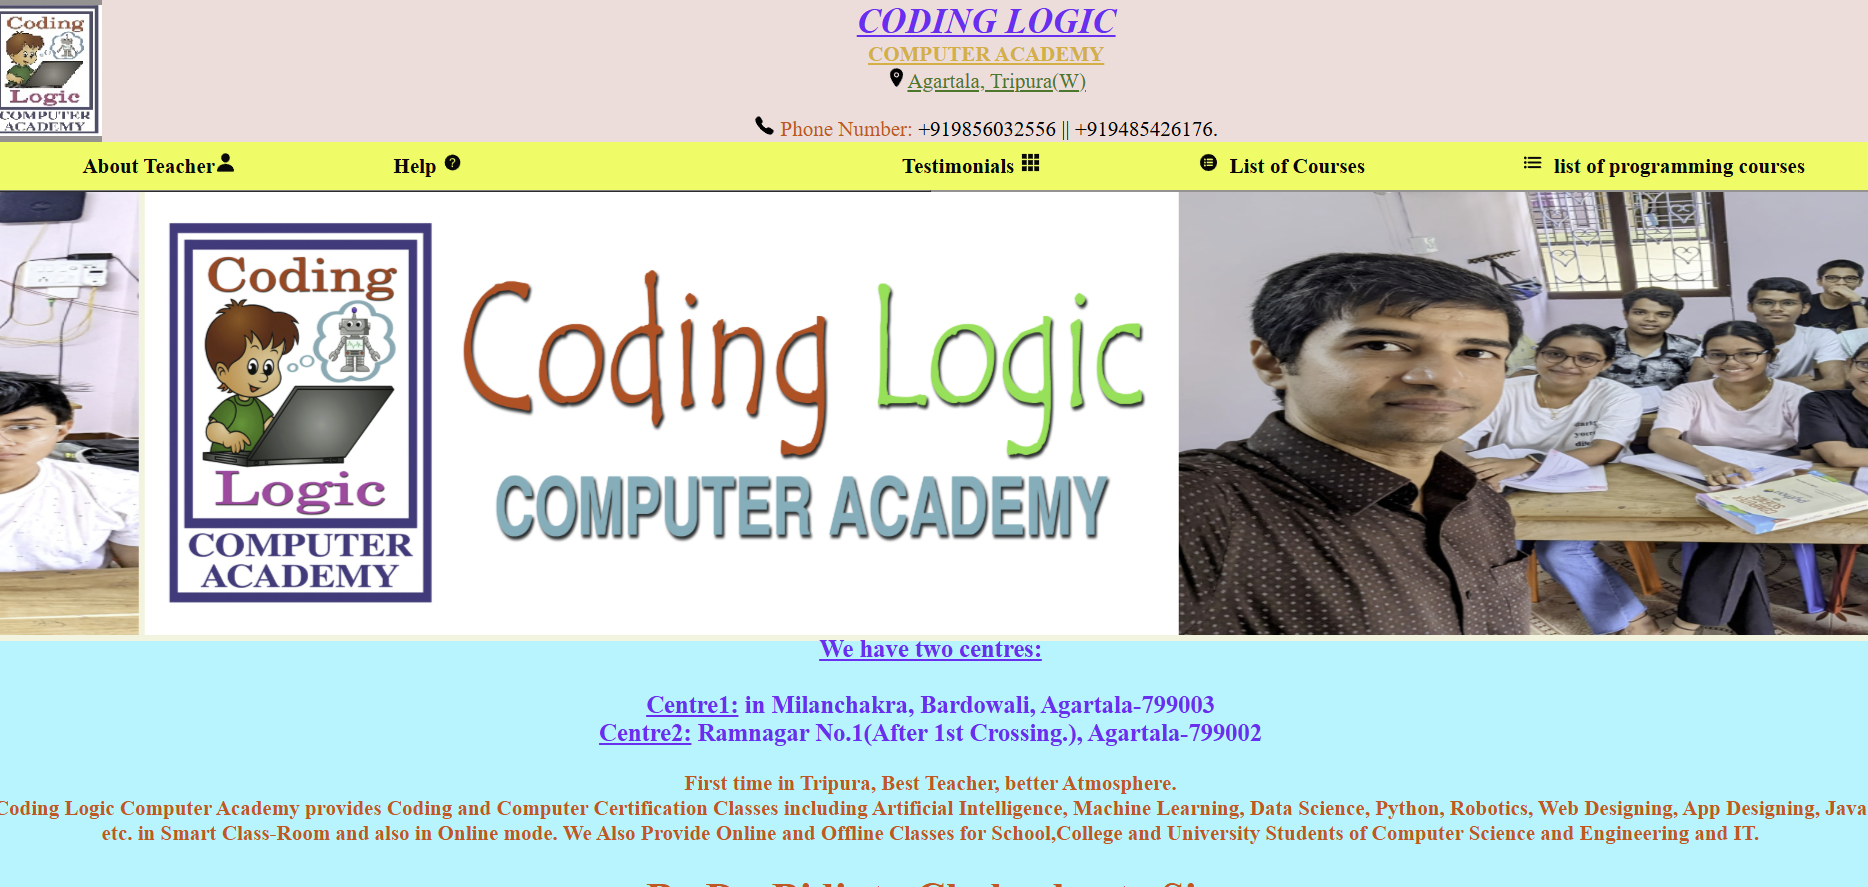 Coding
Logic
COMPUTER
ACADEMY
CODING LOGIC
COMPUTER ACADEMY
Agartala, Tripura(W)
Phone Number: +919856032556 || +919485426176.
About Teacher Help ? Testimonials List of Courses list of programming courses
Coding
Logic
COMPUTER
ACADEMY
Coding Logic
COMPUTER ACADEMY
We have two centres:
Centre1: in Milanchakra, Bardowali, Agartala-799003
Centre2: Ramnagar No.1(After 1st Crossing.), Agartala-799002
First time in Tripura, Best Teacher, better Atmosphere.
Coding Logic Computer Academy provides Coding and Computer Certification Classes including Artificial Intelligence, Machine Learning, Data Science, Python, Robotics, Web Designing, App Designing, Java
etc. in Smart Class-Room and also in Online mode. We Also Provide Online and Offline Classes for School,College and University Students of Computer Science and Engineering and IT.